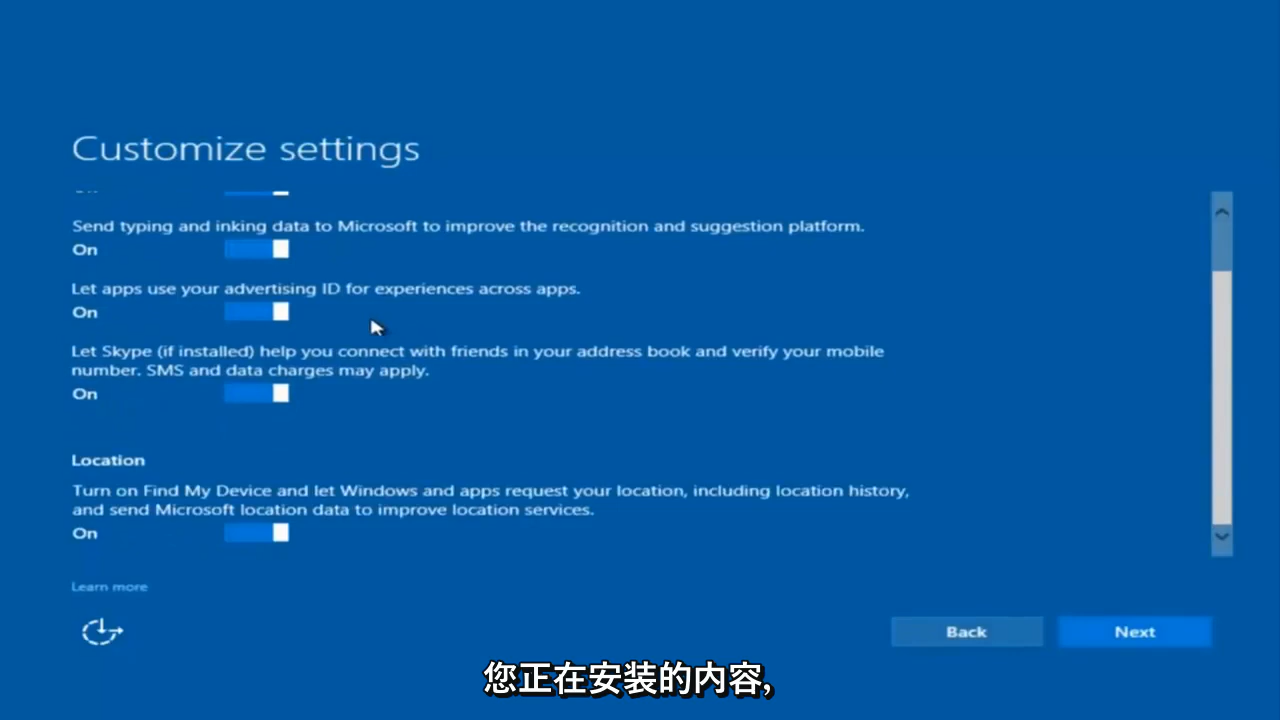 Customize settings
Send typing and inking data to Microsoft to improve the recognition and suggestion platform.
On
Let apps use your advertising ID for experiences across apps.
On
Let Skype (if installed) help you connect with friends in your address book and verify your mobile
number. SMS and data charges may apply.
On
Location
Turn on Find My Device and let Windows and apps request your location, including location history,
and send Microsoft location data to improve location services.
On
Learn more
Back
Next
您正在安装的内容,